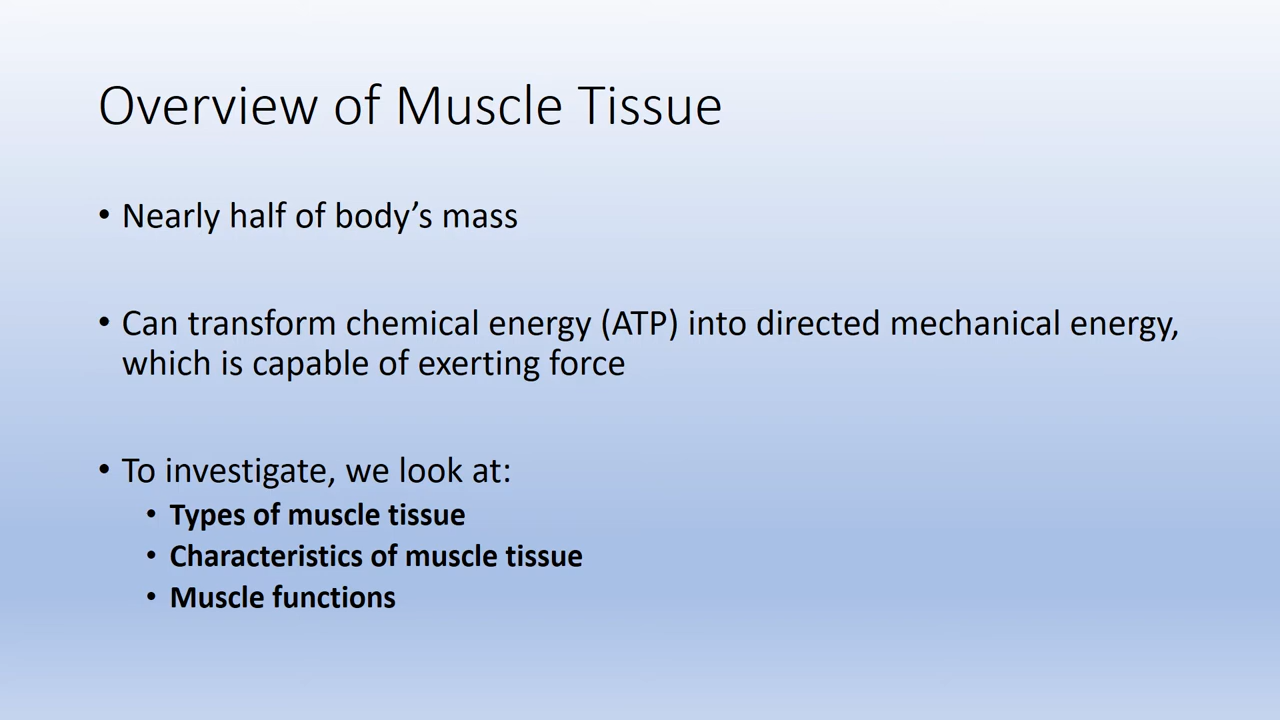 Overview of Muscle Tissue
• Nearly half of body’s mass
• Can transform chemical energy (ATP) into directed mechanical energy,
which is capable of exerting force
• To investigate, we look at:
• Types of muscle tissue
• Characteristics of muscle tissue
• Muscle functions